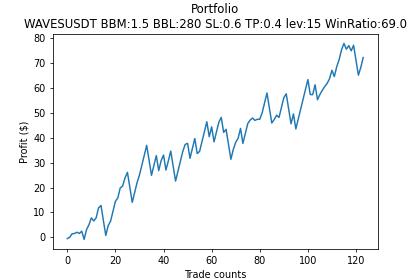 Portfolio
WAVESUSDT BBM:1.5 BBL:280 SL:0.6 TP:0.4 lev:15 WinRatio:69.0
80
70
60
50
40
30
20
10
0
Profit ($)
0 20 40 60 80 100 120
Trade counts